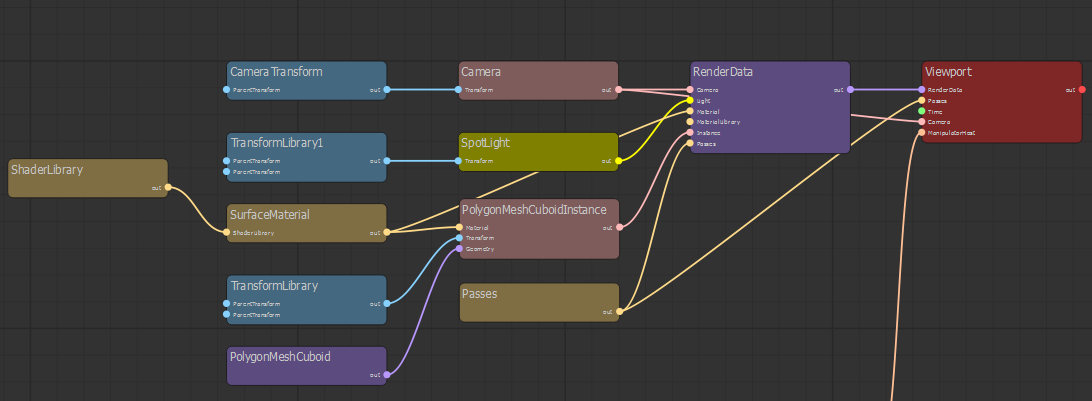 Camera Transform
ParentTransform
out
Camera
Transform
out
RenderData
Camera
out
Light
Material
MaterialLibrary
Instance
Passes
Viewport
RenderData
out
Passes
Time
Camera
ManipulatorHost
TransformLibrary1
ParentTransform
out
ParentTransform
SpotLight
Transform
out
ShaderLibrary
out
SurfaceMaterial
ShaderLibrary
out
PolygonMeshCuboidInstance
Material
out
Transform
Geometry
TransformLibrary
ParentTransform
out
ParentTransform
Passes
out
PolygonMeshCuboid
out